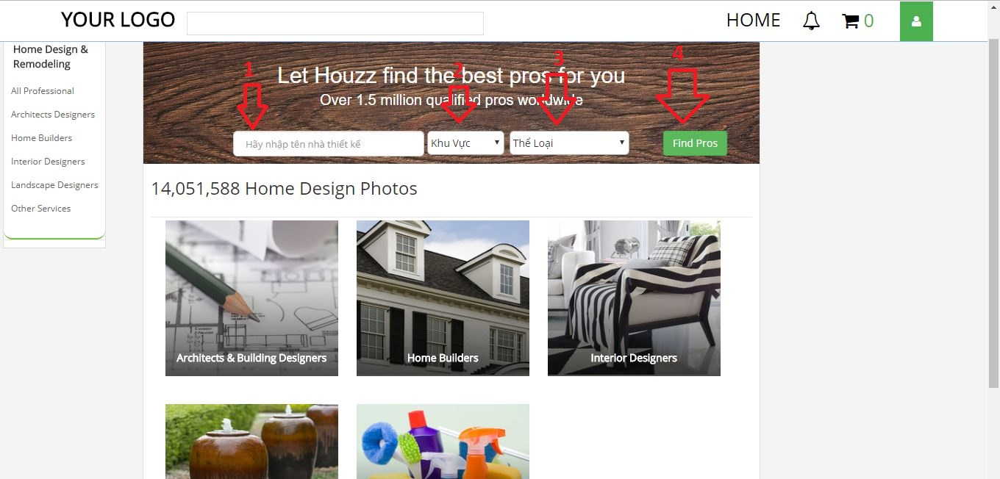 YOUR LOGO
HOME
0
Home Design &
Remodeling
All Professional
Architects Designers
Home Builders
Interior Designers
Landscape Designers
Other Services
1
2
3
4
Let Houzz find the best pros for you
Over 1.5 million qualified pros worldwide
Hãy nhập tên nhà thiết kế
Khu Vực
Thể Loại
Find Pros
14,051,588 Home Design Photos
Architects & Building Designers
Home Builders
Interior Designers